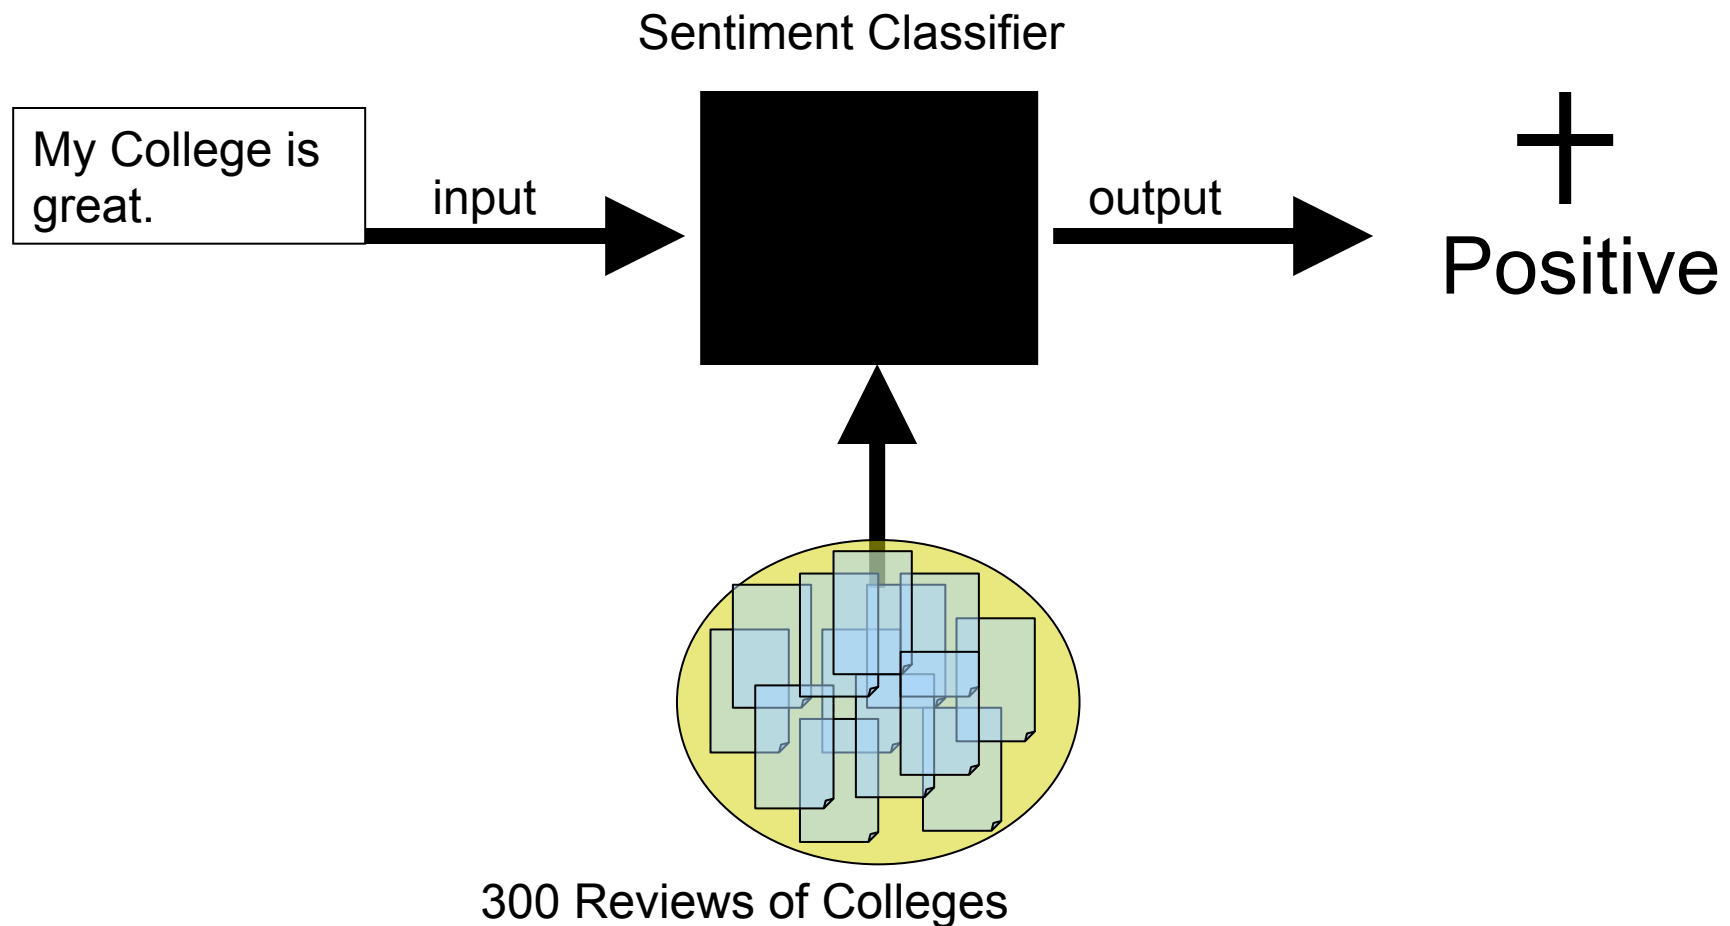 Sentiment Classifier
My College is
great.
input
output
Positive
300 Reviews of Colleges